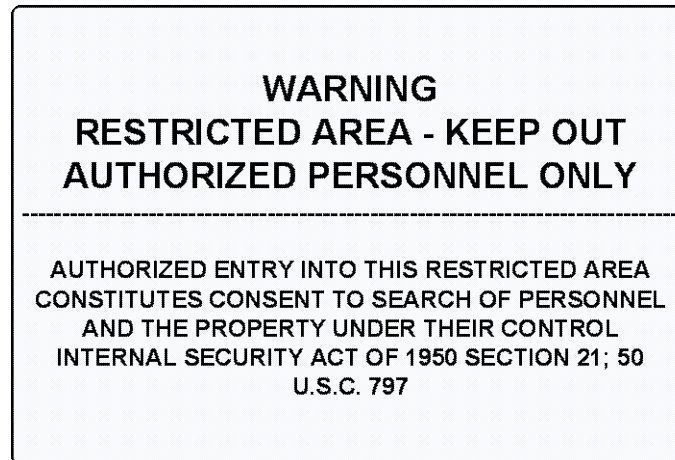 WARNING
RESTRICTED AREA - KEEP OUT
AUTHORIZED PERSONNEL ONLY
AUTHORIZED ENTRY INTO THIS RESTRICTED AREA
CONSTITUTES CONSENT TO SEARCH OF PERSONNEL
AND THE PROPERTY UNDER THEIR CONTROL
INTERNAL SECURITY ACT OF 1950 SECTION 21; 50
U.S.C. 797